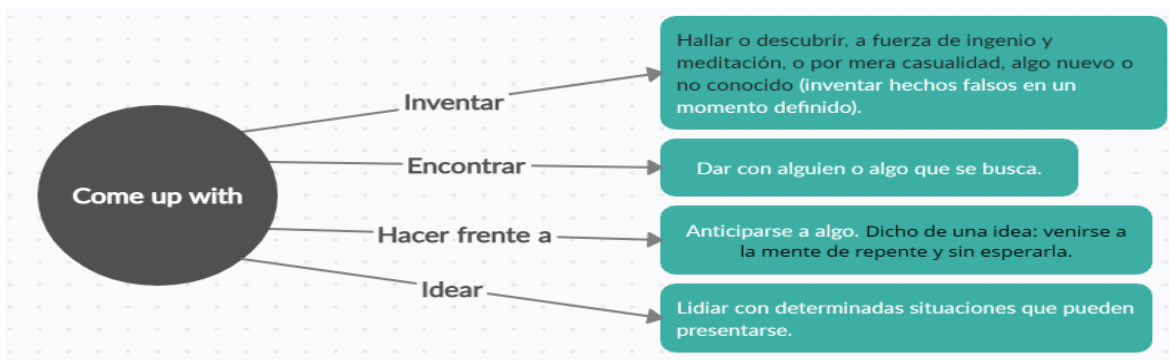 Come up with
Inventar
Hallar o descubrir, a fuerza de ingenio y
meditación, o por mera casualidad, algo nuevo o
no conocido (inventar hechos falsos en un
momento definido).
Encontrar
Dar con alguien o algo que se busca.
Hacer frente a
Anticiparse a algo. Dicho de una idea: venirse a
la mente de repente y sin esperarla.
Idear
Lidiar con determinadas situaciones que pueden
presentarse.